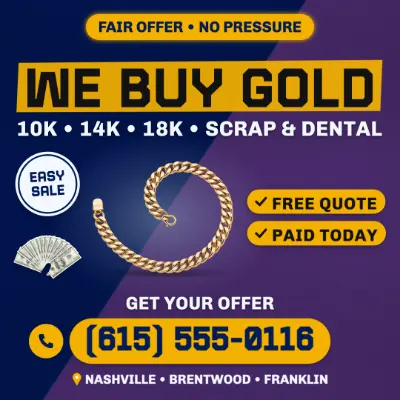 FAIR OFFER • NO PRESSURE
WE BUY GOLD
10K • 14K • 18K • SCRAP & DENTAL
EASY
SALE
FREE QUOTE
PAID TODAY
GET YOUR OFFER
(615) 555-0116
NASHVILLE • BRENTWOOD • FRANKLIN